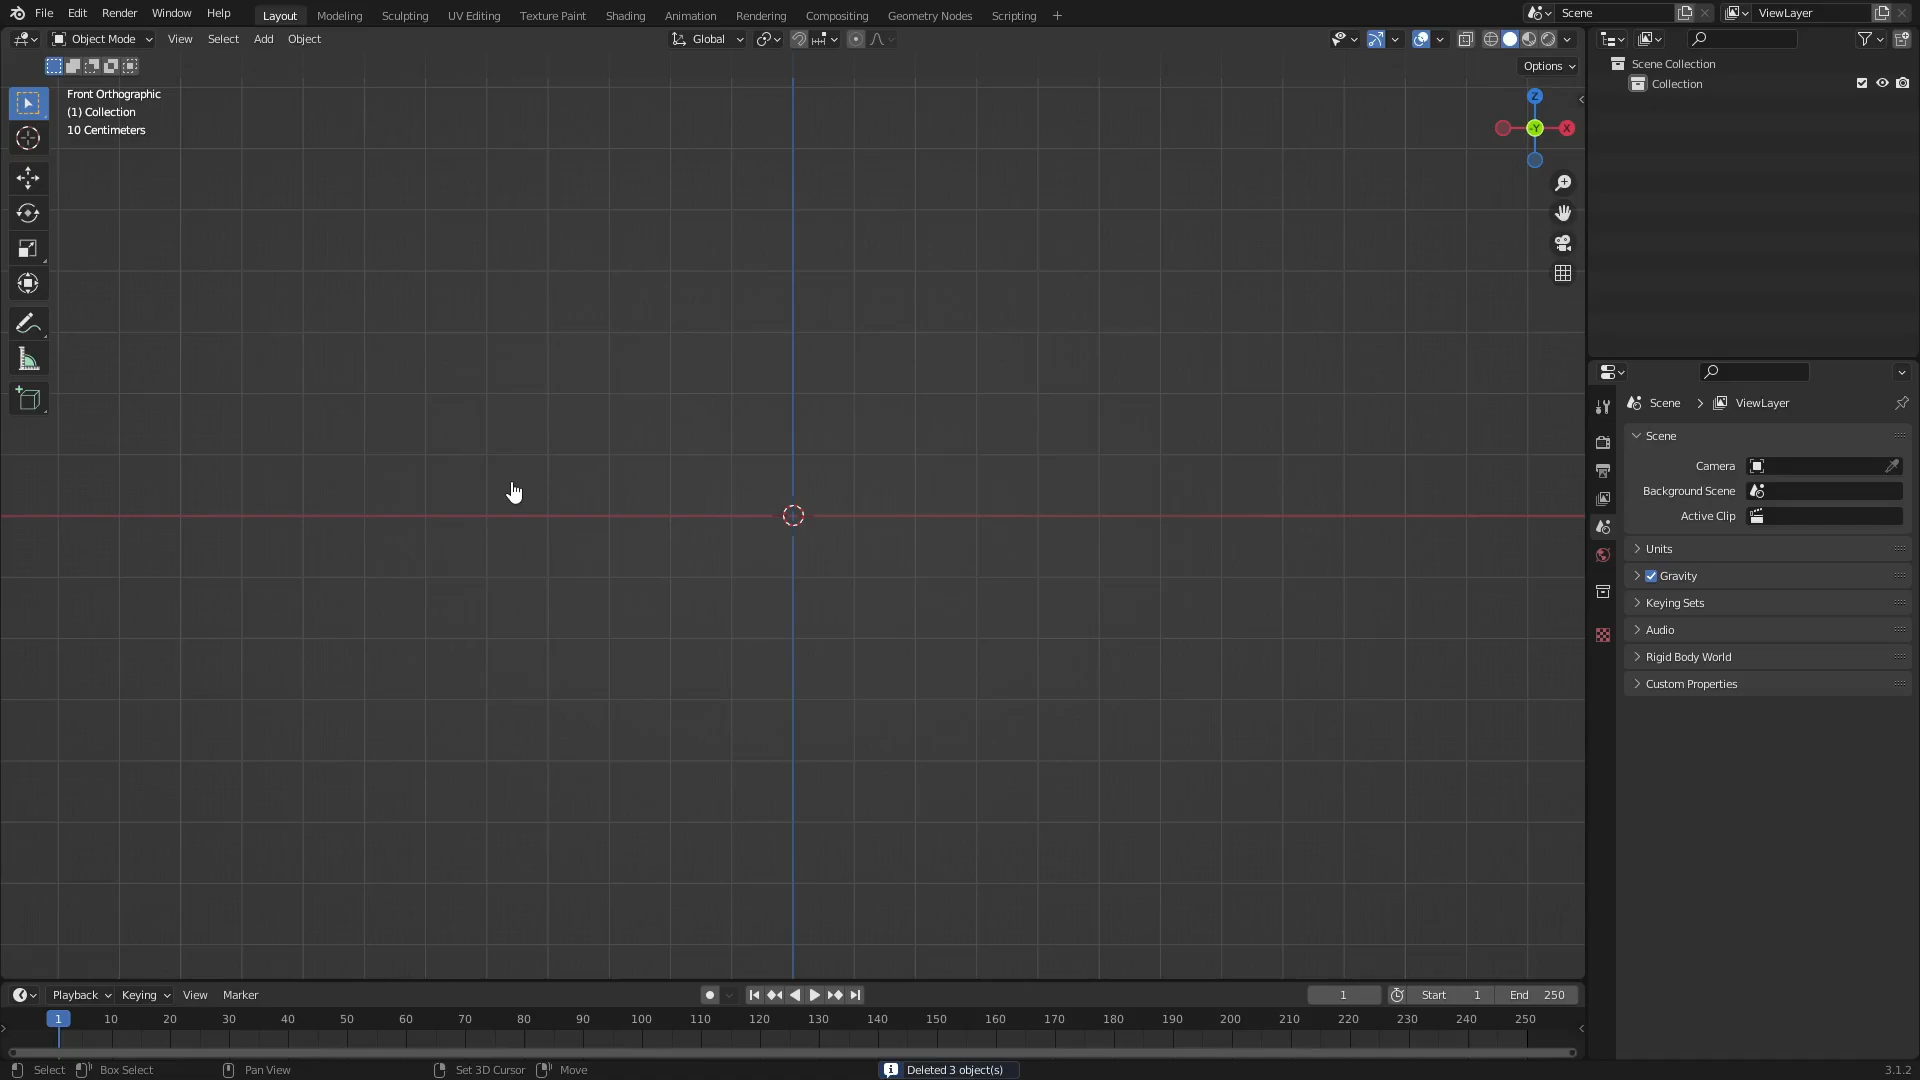 File Edit Render Window Help Layout Modeling Sculpting UV Editing Texture Paint Shading Animation Rendering Compositing Geometry Nodes Scripting + Scene ViewLayer
Object Mode View Select Add Object Global
Options
Front Orthographic
(1) Collection
10 Centimeters
Z
-Y
X
Scene Collection
Collection
Scene > ViewLayer
Scene
Camera
Background Scene
Active Clip
Units
Gravity
Keying Sets
Audio
Rigid Body World
Custom Properties
Playback Keying View Marker 1 Start 1 End 250
1 10 20 30 40 50 60 70 80 90 100 110 120 130 140 150 160 170 180 190 200 210 220 230 240 250
Select Box Select Pan View Set 3D Cursor Move Deleted 3 object(s) 3.1.2